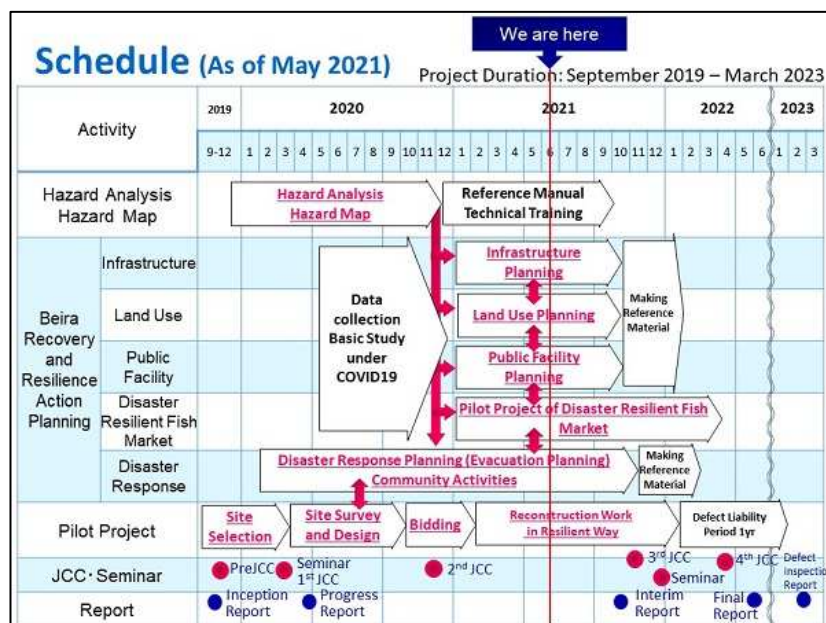 We are here
Schedule (As of May 2021)
Project Duration: September 2019 – March 2023
Activity
2019 2020 2021 2022 2023
9-12 1 2 3 4 5 6 7 8 9 10 11 12 1 2 3 4 5 6 7 8 9 10 11 12 1 2 3 4 5 6 1 2 3
Hazard Analysis
Hazard Map
Hazard Analysis
Hazard Map
Reference Manual
Technical Training
Beira
Recovery
and
Resilience
Action
Planning
Infrastructure
Land Use
Public
Facility
Disaster
Resilient Fish
Market
Disaster
Response
Data
collection
Basic Study
under
COVID19
Infrastructure
Planning
Land Use Planning
Public Facility
Planning
Making
Reference
Material
Pilot Project of Disaster Resilient Fish
Market
Disaster Response Planning (Evacuation Planning)
Community Activities
Making
Reference
Material
Pilot Project
Site
Selection
Site Survey
and Design
Bidding
Reconstruction Work
in Resilient Way
Defect Liability
Period 1yr
JCC·Seminar
PreJCC
Seminar
1st JCC
2nd JCC
3rd JCC
Seminar
4th JCC
Defect
Inspection
Report
Report
Inception
Report
Progress
Report
Interim
Report
Final
Report